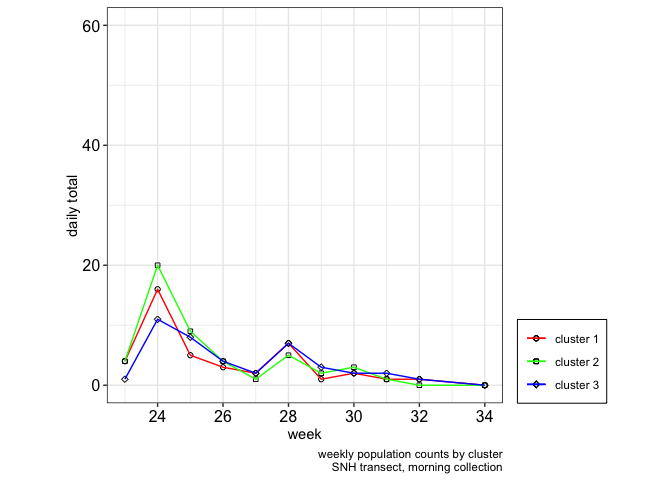 60
40
20
0
daily total
24 26 28 30 32 34
week
cluster 1
cluster 2
cluster 3
weekly population counts by cluster
SNH transect, morning collection